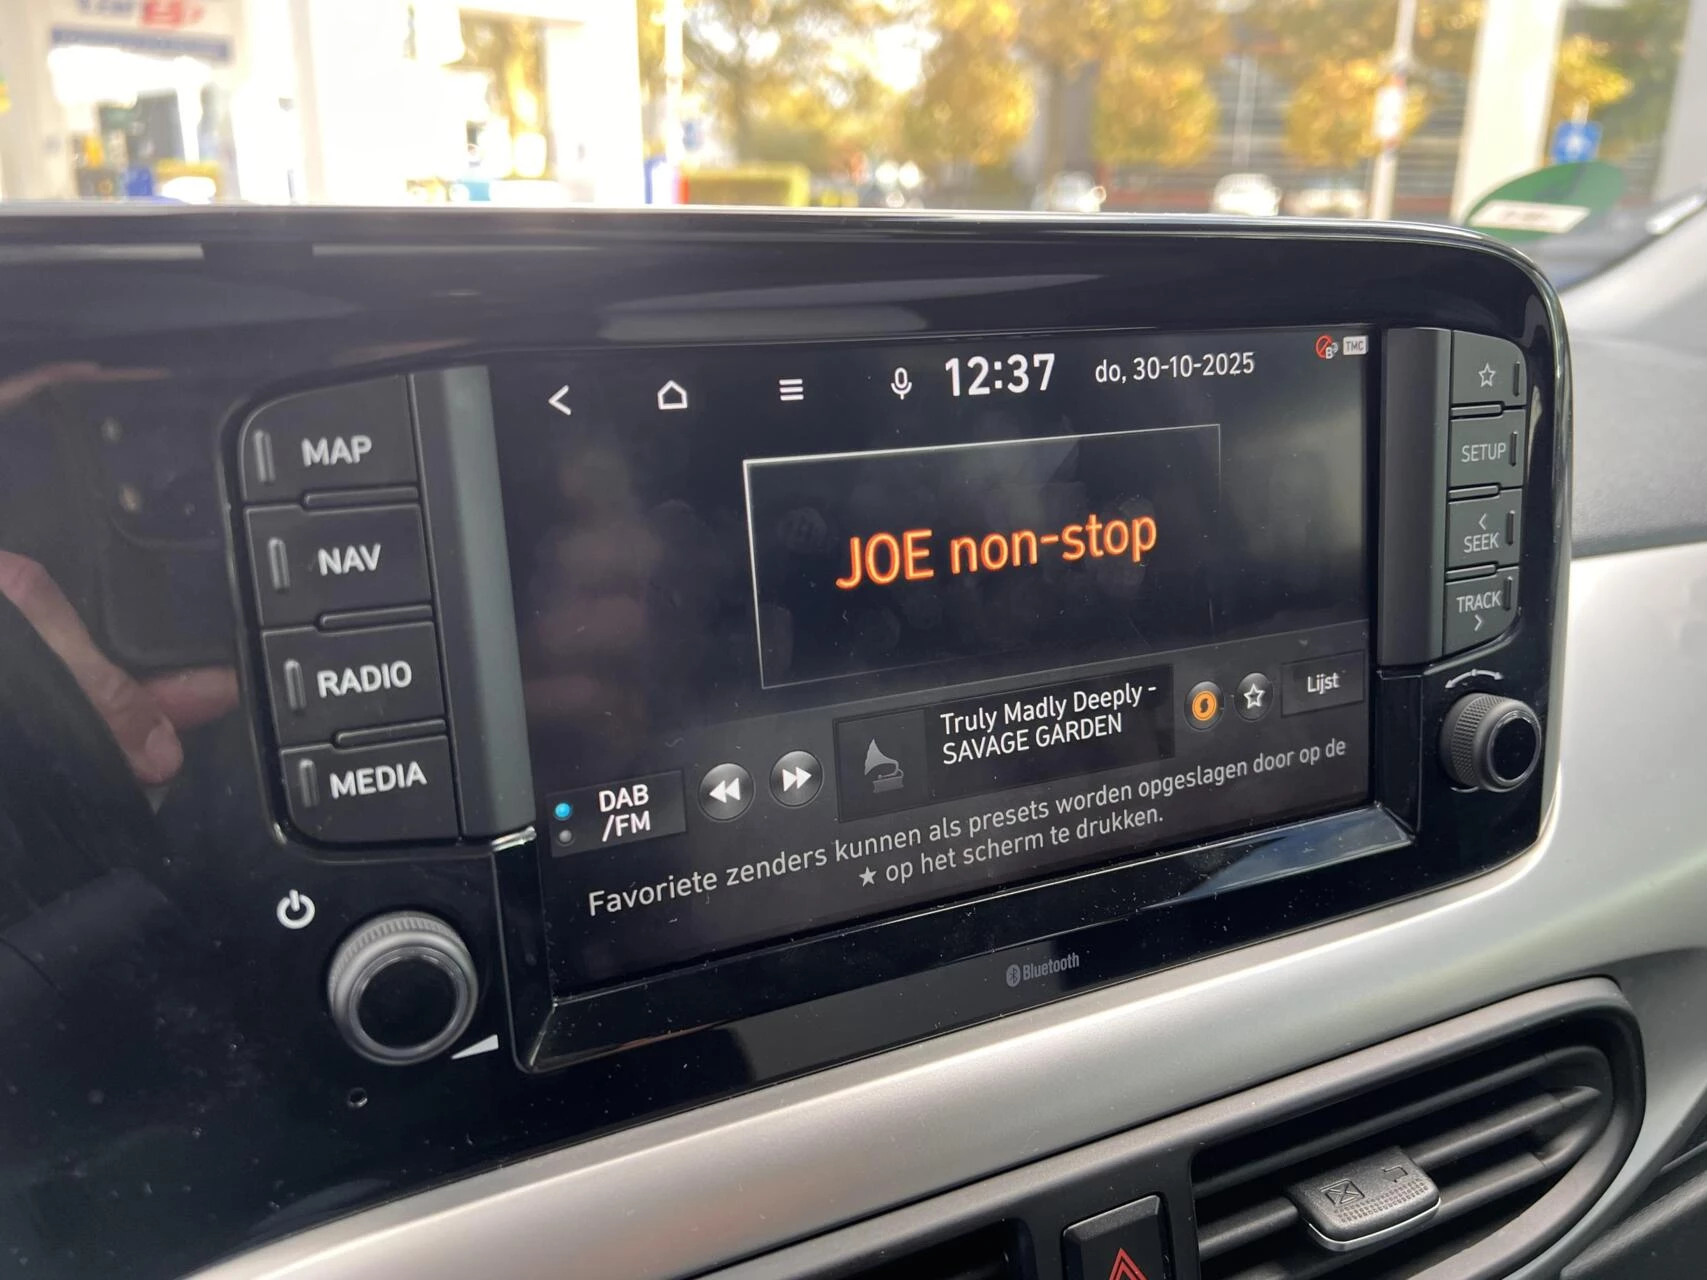 12:37 do, 30-10-2025
TMC
MAP
NAV
RADIO
MEDIA
JOE non-stop
Truly Madly Deeply -
SAVAGE GARDEN
Lijst
DAB
/FM
Favoriete zenders kunnen als presets worden opgeslagen door op de
★ op het scherm te drukken.
SETUP
SEEK
TRACK
Bluetooth